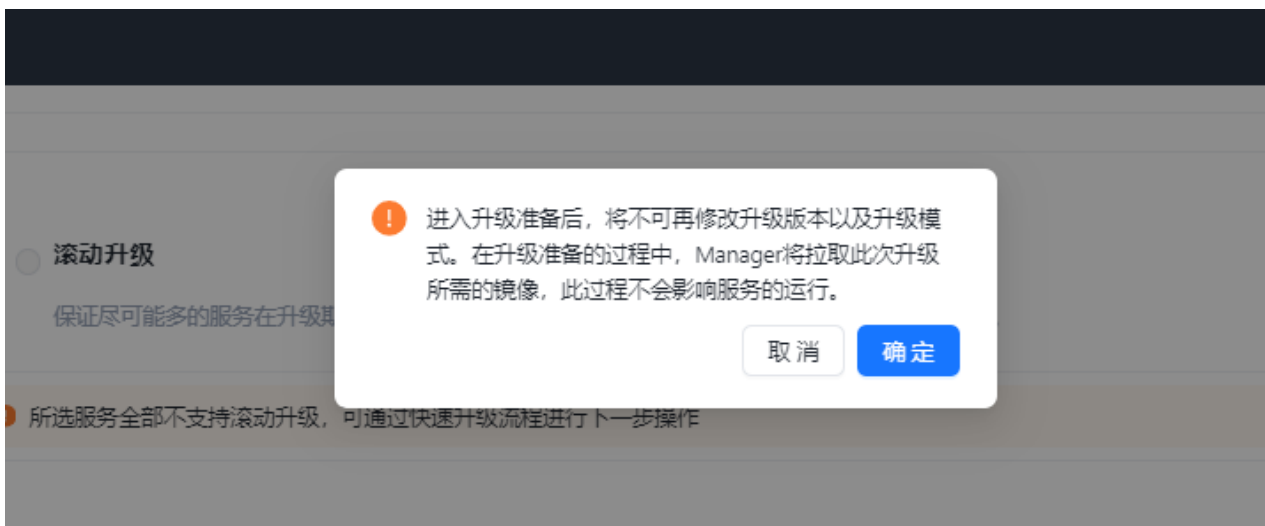 进入升级准备后，将不可再修改升级版本以及升级模
式。在升级准备的过程中，Manager将拉取此次升级
所需的镜像，此过程不会影响服务的运行。
取消
确定
滚动升级
保证尽可能多的服务在升级期
所选服务全部不支持滚动升级，可通过快速升级流程进行下一步操作